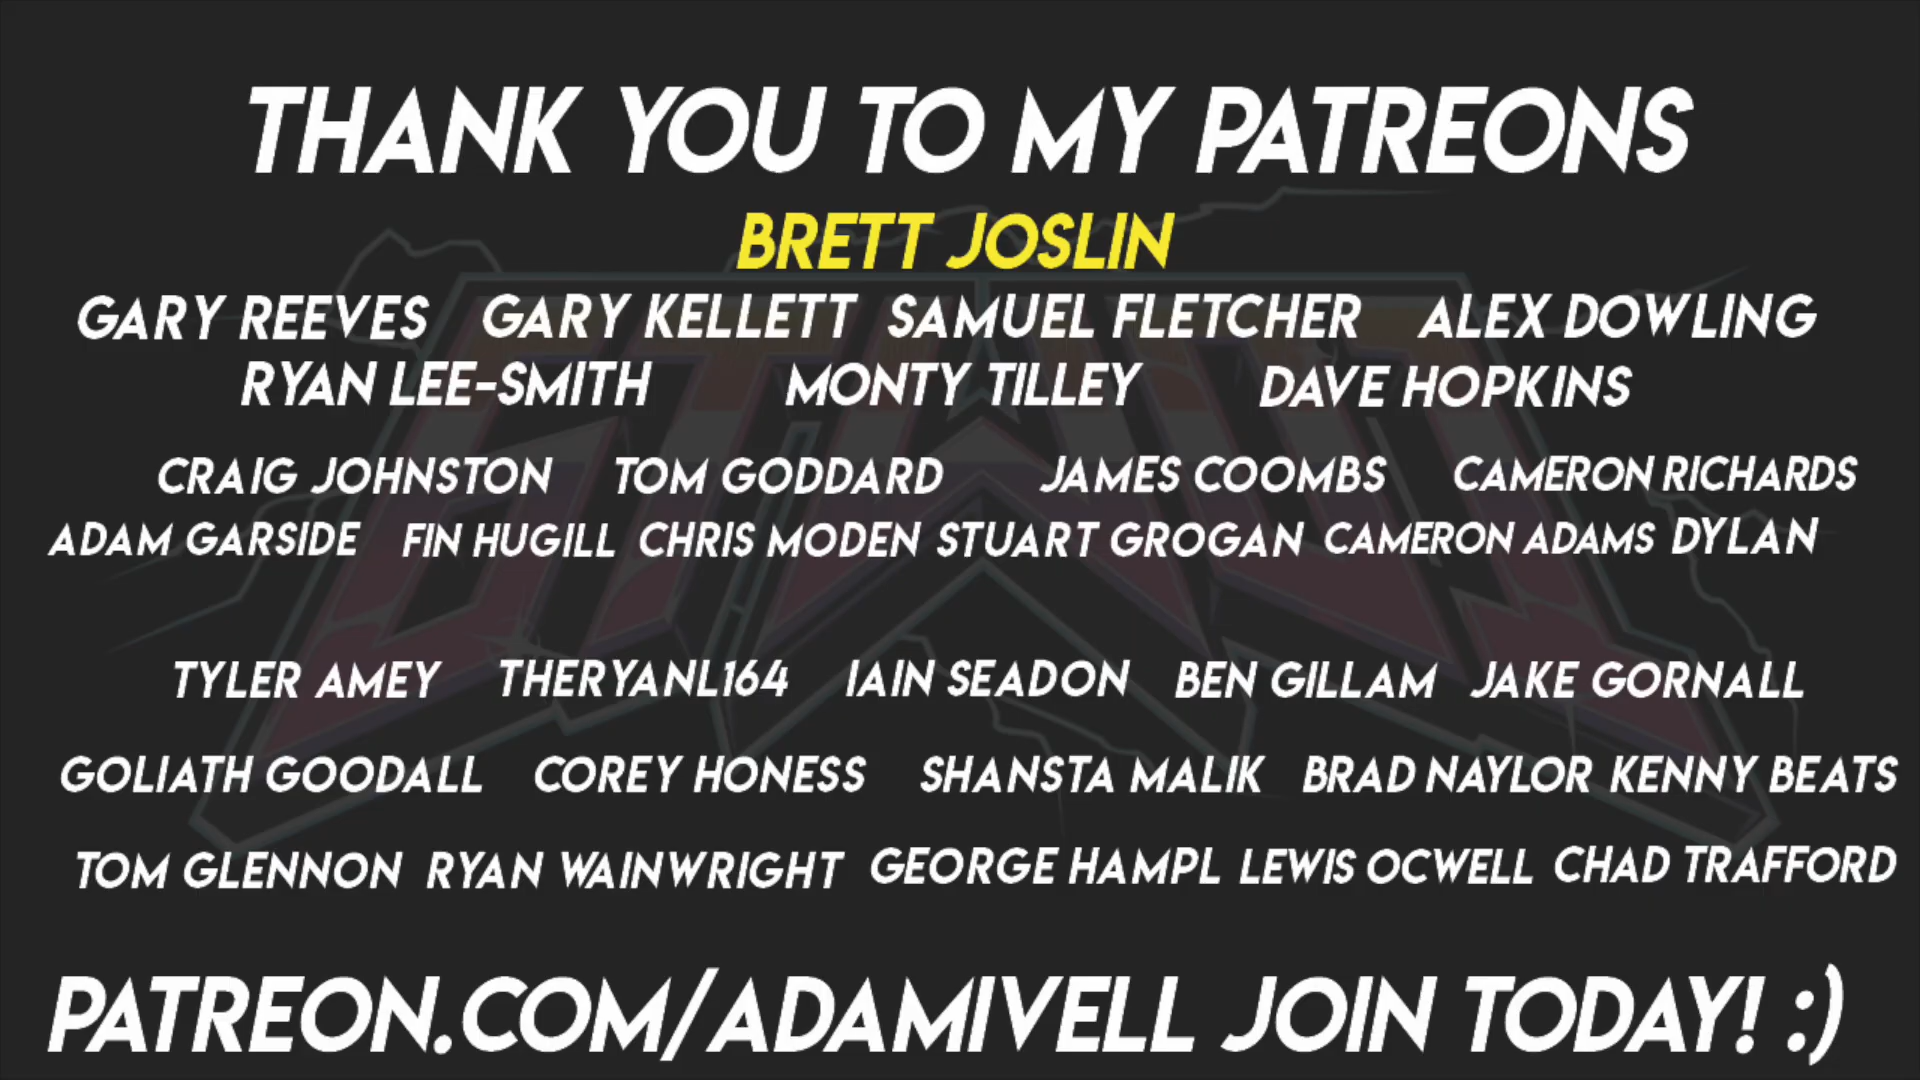 THANK YOU TO MY PATREONS
BRETT JOSLIN
GARY REEVES GARY KELLETT SAMUEL FLETCHER ALEX DOWLING
RYAN LEE-SMITH MONTY TILLEY DAVE HOPKINS
CRAIG JOHNSTON TOM GODDARD JAMES COOMBS CAMERON RICHARDS
ADAM GARSIDE FIN HUGILL CHRIS MODEN STUART GROGAN CAMERON ADAMS DYLAN
TYLER AMEY THERYANL164 IAIN SEADON BEN GILLAM JAKE GORNALL
GOLIATH GOODALL COREY HONESS SHANSTA MALIK BRAD NAYLOR KENNY BEATS
TOM GLENNON RYAN WAINWRIGHT GEORGE HAMPL LEWIS OCWELL CHAD TRAFFORD
PATREON.COM/ADAMIVELL JOIN TODAY! :)